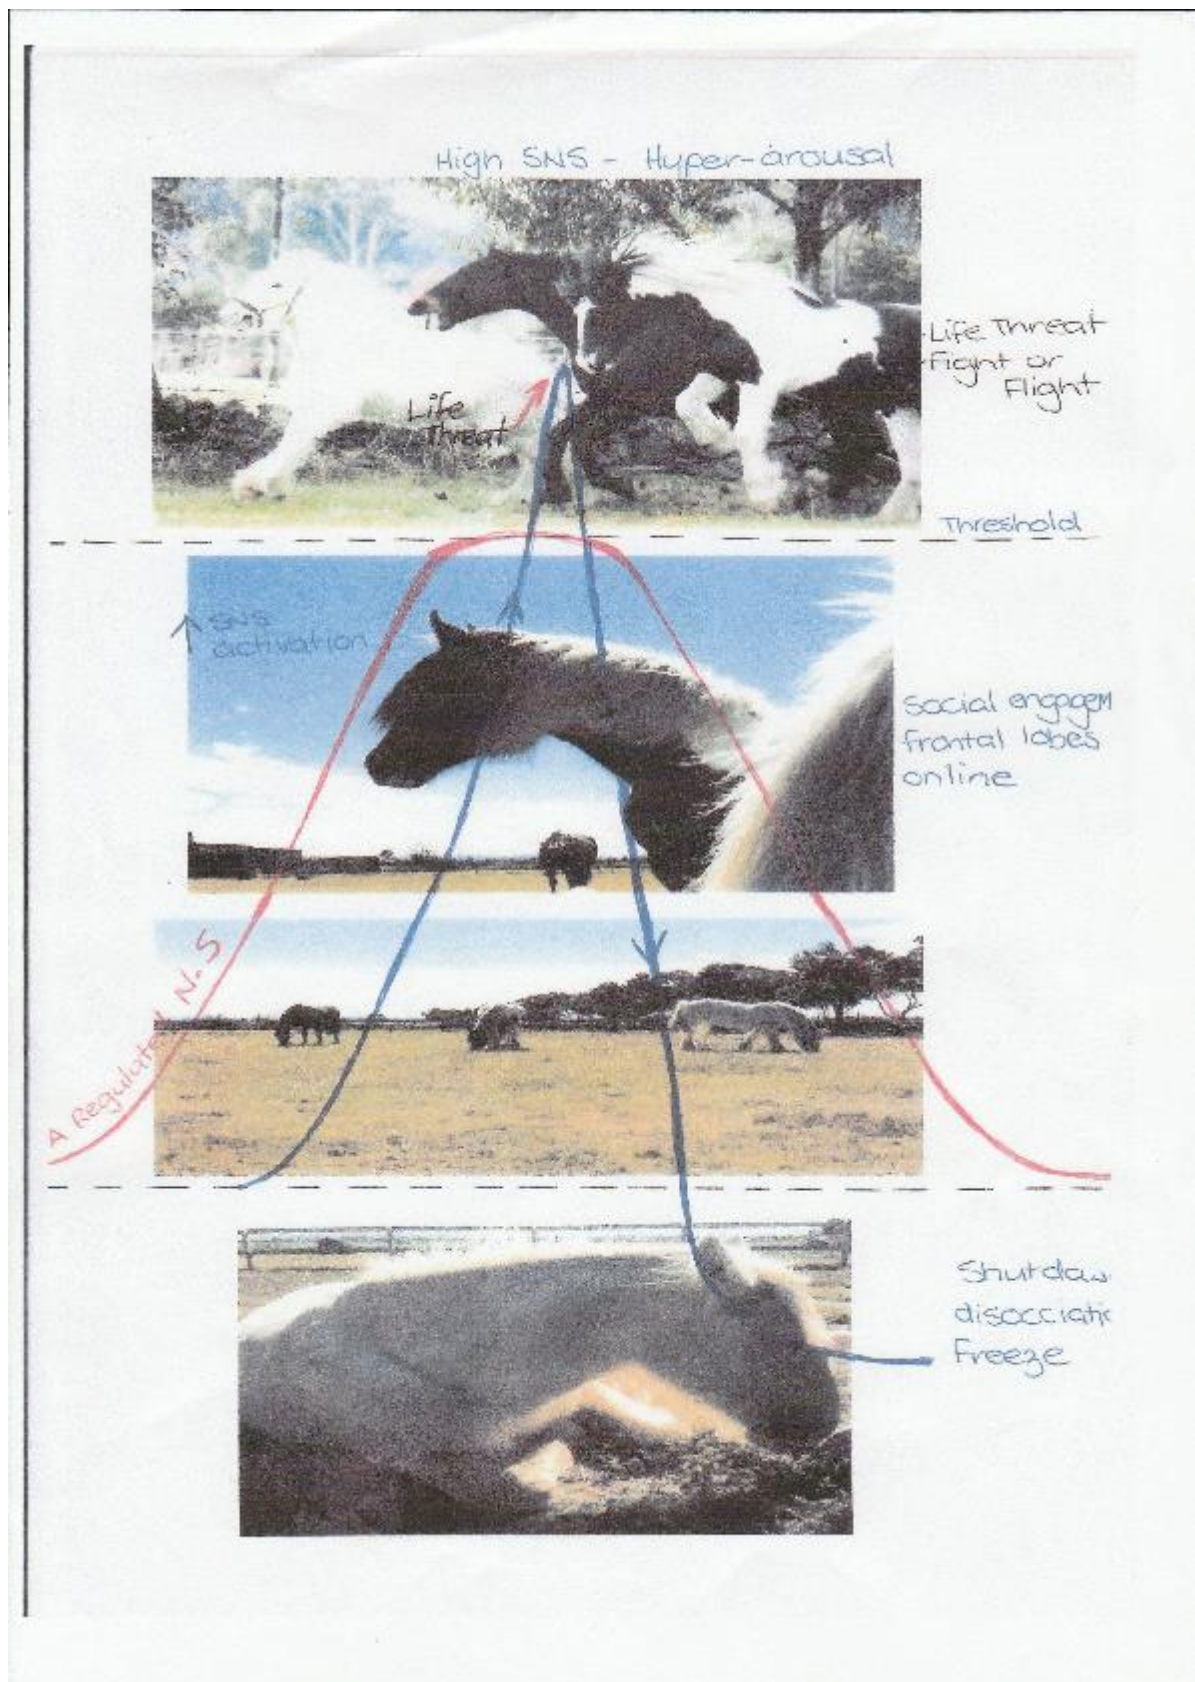 High SNS - Hyper-arousal
Life Threat
Fight or
Flight
Life
Threat
Threshold
SNS
activation
Social engagem
frontal lobes
online
A Regulated N.S
Shutdow
disocciatic
Freeze